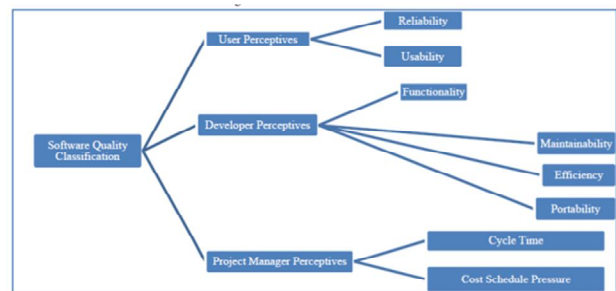 Software Quality
Classification
User Perceptives
Reliability
Usability
Developer Perceptives
Functionality
Maintainability
Efficiency
Portability
Project Manager Perceptives
Cycle Time
Cost Schedule Pressure